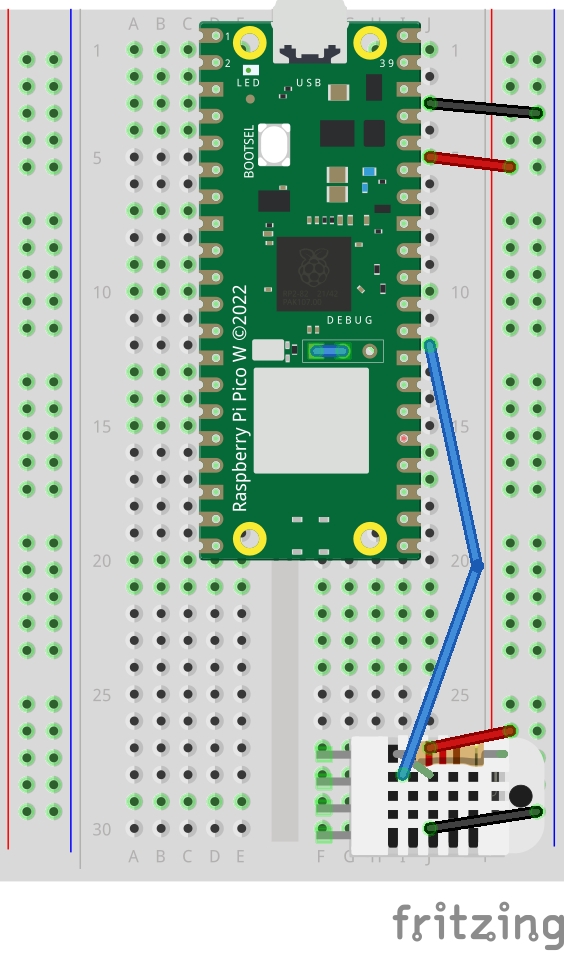 A B C D E J
1 1 1
2 39
LED USB
BOOTSEL
5
10 10
DEBUG
Raspberry Pi Pico W ©2022
15 15
20 20
25 25
30
A B C D E F G I J
fritzing